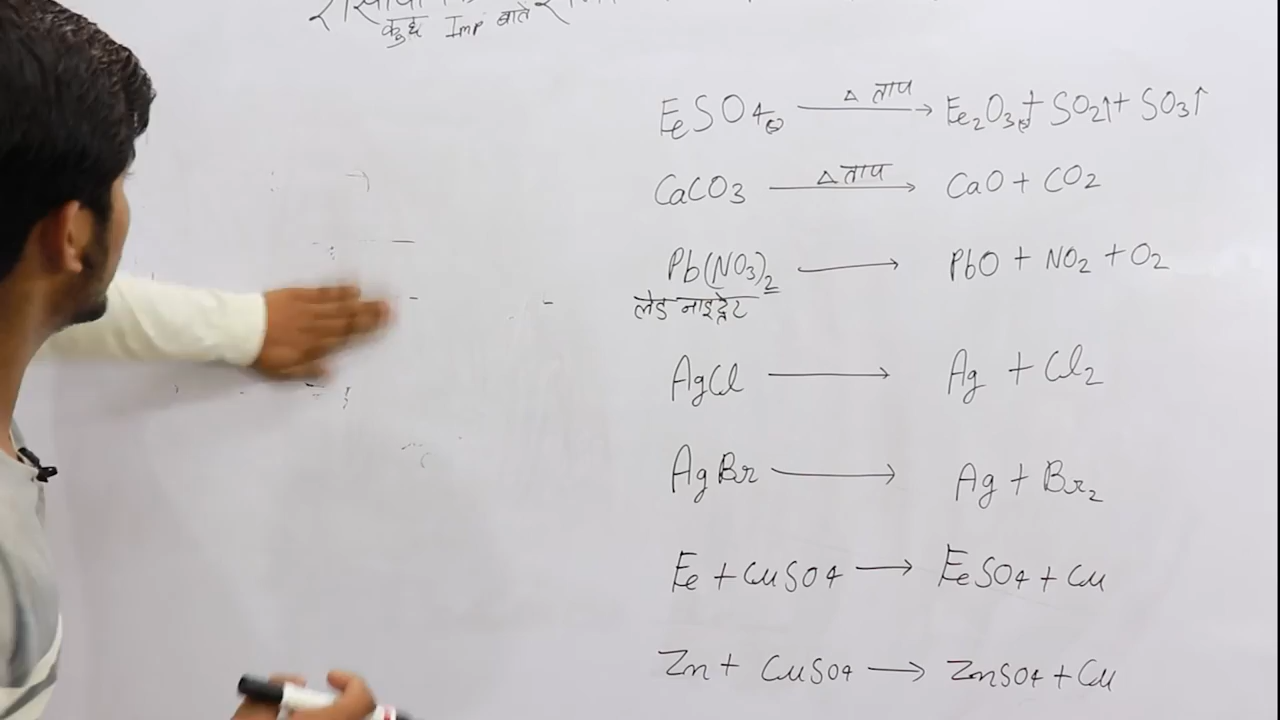 कुछ Imp बातें
FeSO4(s) —Δ ताप→ Fe2O3(s) + SO2↑ + SO3↑
CaCO3 —Δ ताप→ CaO + CO2
Pb(NO3)2 → PbO + NO2 + O2
लेड नाइट्रेट
AgCl → Ag + Cl2
AgBr → Ag + Br2
Fe + CuSO4 → FeSO4 + Cu
Zn + CuSO4 → ZnSO4 + Cu